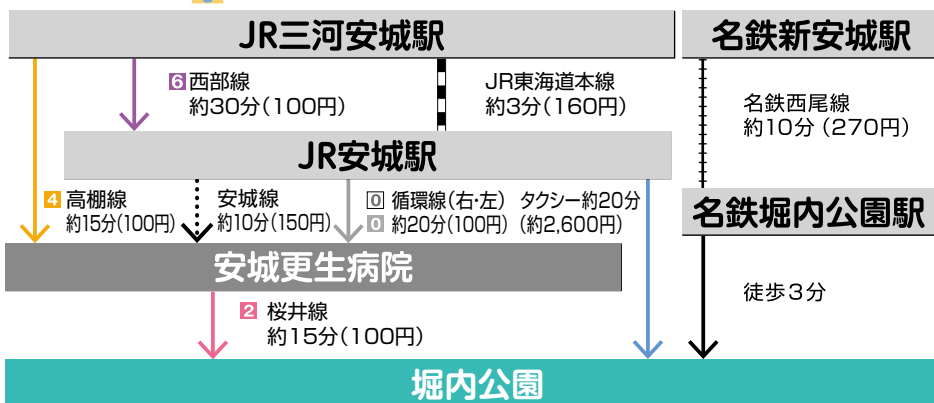 JR三河安城駅
名鉄新安城駅
6 西部線
約30分(100円)
JR東海道本線
約3分(160円)
名鉄西尾線
約10分(270円)
JR安城駅
4 高棚線
約15分(100円)
安城線
約10分(150円)
0 循環線(右・左)
0 約20分(100円)
タクシー約20分
(約2,600円)
名鉄堀内公園駅
安城更生病院
2 桜井線
約15分(100円)
徒歩3分
堀内公園